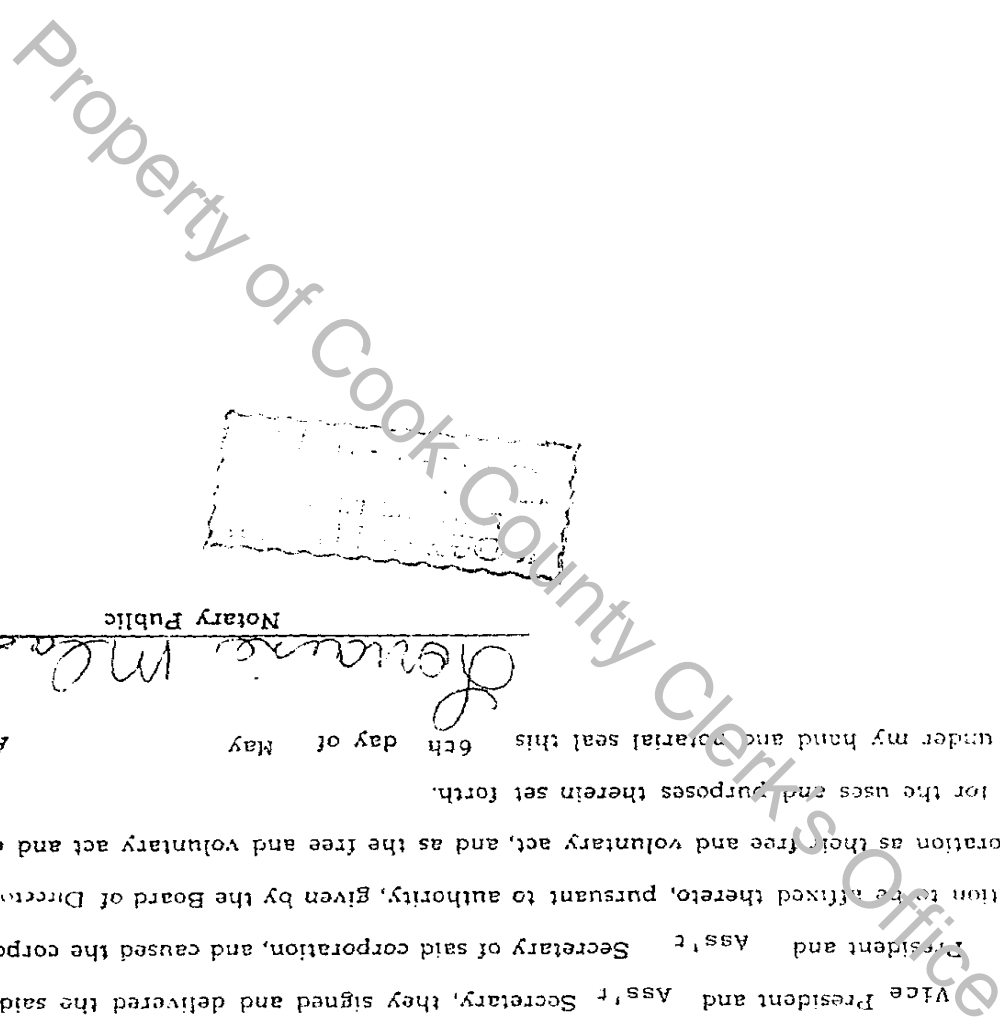 Vice President and Ass't Secretary, they signed and delivered the said
President and Ass't Secretary of said corporation, and caused the
to be affixed thereto, pursuant to authority, given by the Board of
as their free and voluntary act, and as the free and voluntary act and
for the uses and purposes therein set forth.
under my hand and notarial seal this 6th day of May
Notary Public
Property of Cook County Clerk's Office